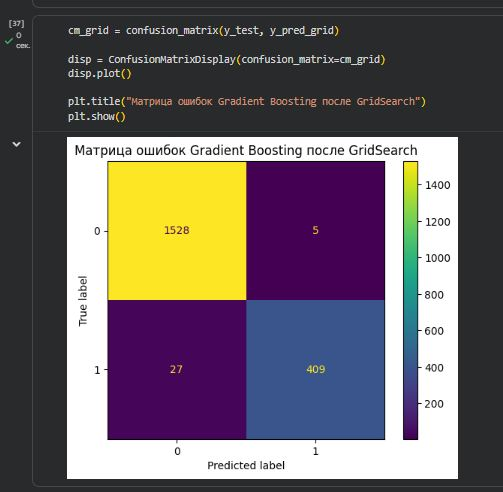 [37]
0
сек.
cm_grid = confusion_matrix(y_test, y_pred_grid)
disp = ConfusionMatrixDisplay(confusion_matrix=cm_grid)
disp.plot()
plt.title("Матрица ошибок Gradient Boosting после GridSearch")
plt.show()
Матрица ошибок Gradient Boosting после GridSearch
1400
1200
1000
800
600
400
200
True label
0
1528
5
1
27
409
0
1
Predicted label